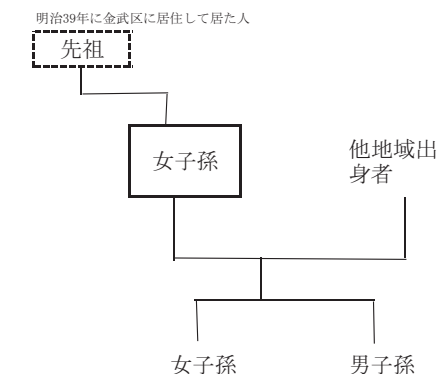 明治39年に金武区に居住して居た人
先祖
女子孫
他地域出
身者
女子孫
男子孫